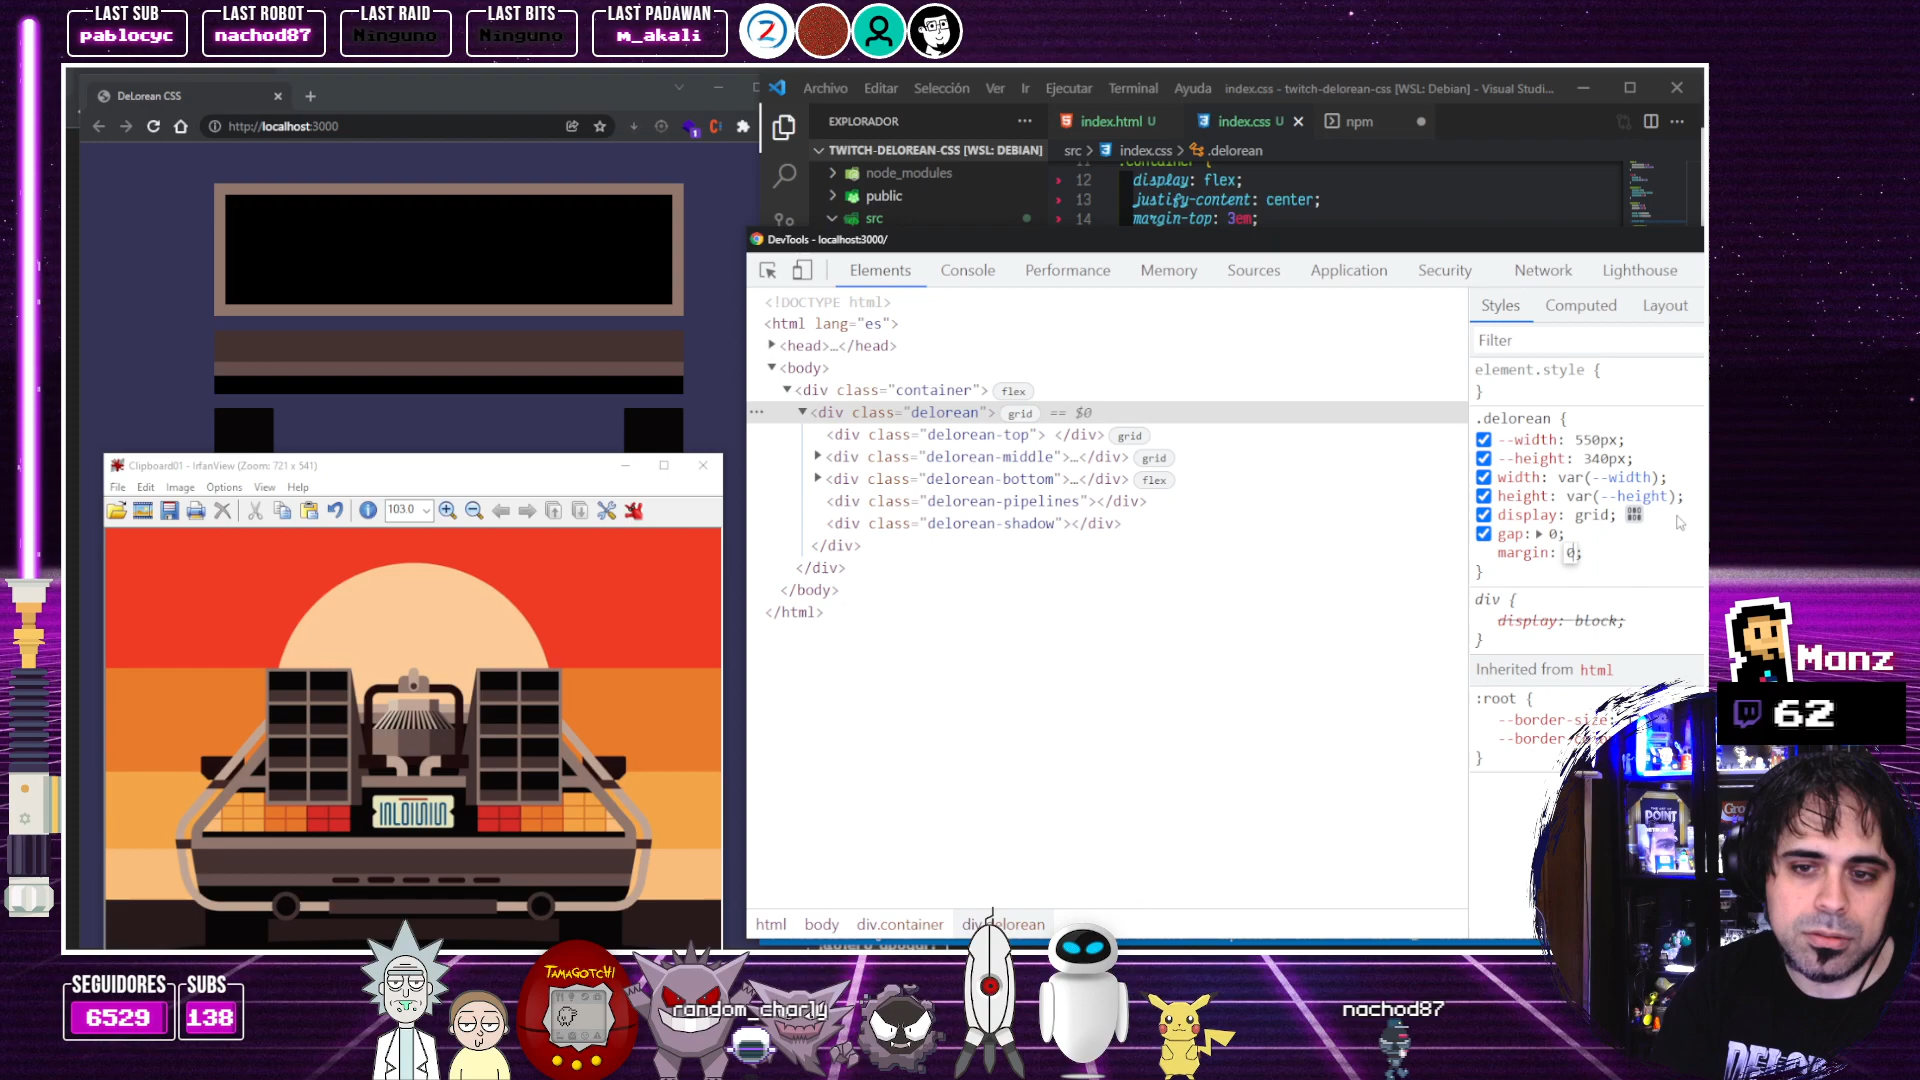 LAST SUB
pablocyc
LAST ROBOT
nachod87
LAST RAID
Ninguno
LAST BITS
Ninguno
LAST PADAWAN
m_akali
DeLorean CSS
http://localhost:3000
Archivo Editar Selección Ver Ir Ejecutar Terminal Ayuda index.css - twitch-delorean-css [WSL: Debian] - Visual Studi...
EXPLORADOR
index.html U
index.css U
npm
TWITCH-DELOREAN-CSS [WSL: DEBIAN]
src > index.css > .delorean
node_modules
public
src
.container {
12 display: flex;
13 justify-content: center;
14 margin-top: 3em;
DevTools - localhost:3000/
Elements Console Performance Memory Sources Application Security Network Lighthouse
<!DOCTYPE html>
<html lang="es">
<head>…</head>
<body>
<div class="container"> flex
<div class="delorean"> grid == $0
<div class="delorean-top"> </div> grid
<div class="delorean-middle">…</div> grid
<div class="delorean-bottom">…</div> flex
<div class="delorean-pipelines"></div>
<div class="delorean-shadow"></div>
</div>
</div>
</body>
</html>
Styles Computed Layout
Filter
element.style {
}
.delorean {
--width: 550px;
--height: 340px;
width: var(--width);
height: var(--height);
display: grid;
gap: 0;
margin: 0;
}
div {
display: block;
}
Inherited from html
:root {
--border-size:
}
html body div.container div.delorean
Clipboard01 - IrfanView (Zoom: 721 x 541)
File Edit Image Options View Help
103.0
Manz
62
SEGUIDORES
6529
SUBS
138
TAMAGOTCHI
random_charly
nachod87